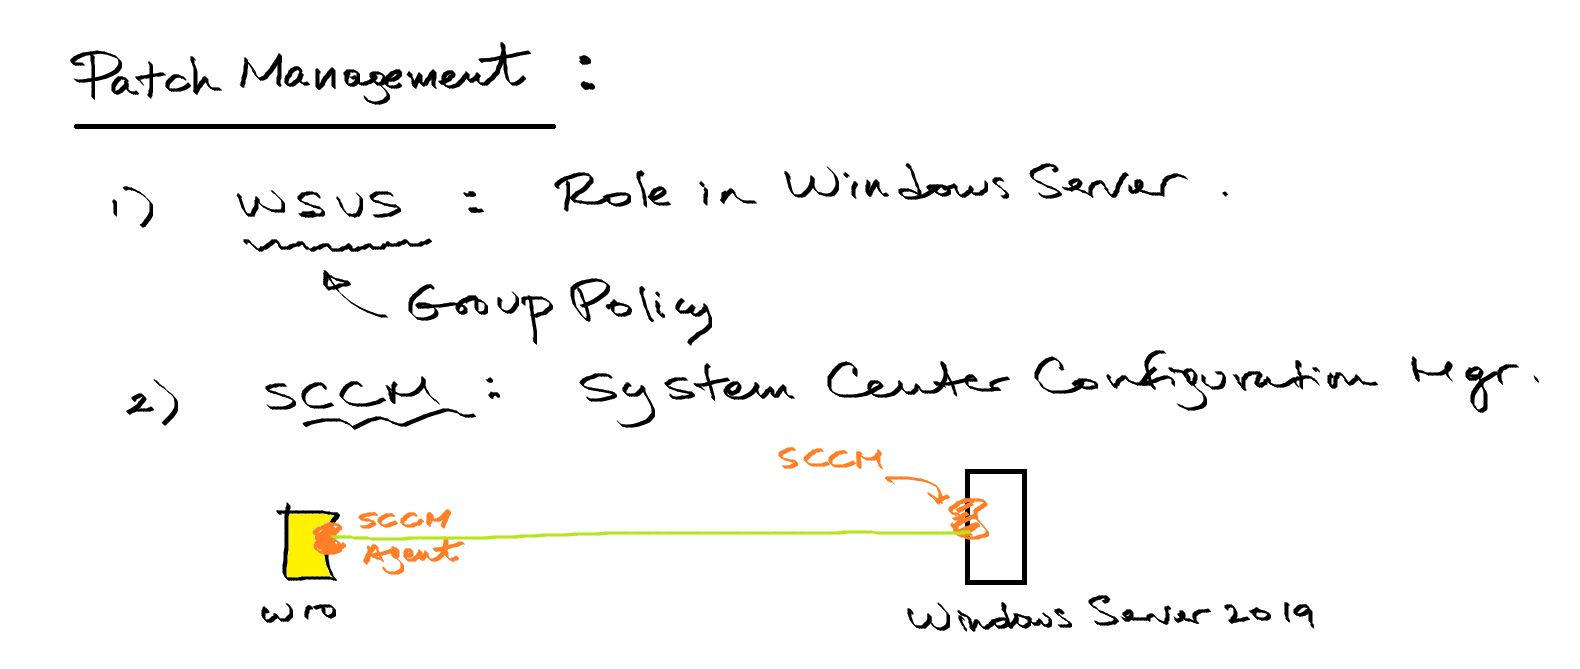 Patch Management :
1) WSUS : Role in Windows Server .
Group Policy
2) SCCM : System Center Configuration Mgr.
SCCM
SCCM
Agent
W10
Windows Server 2019